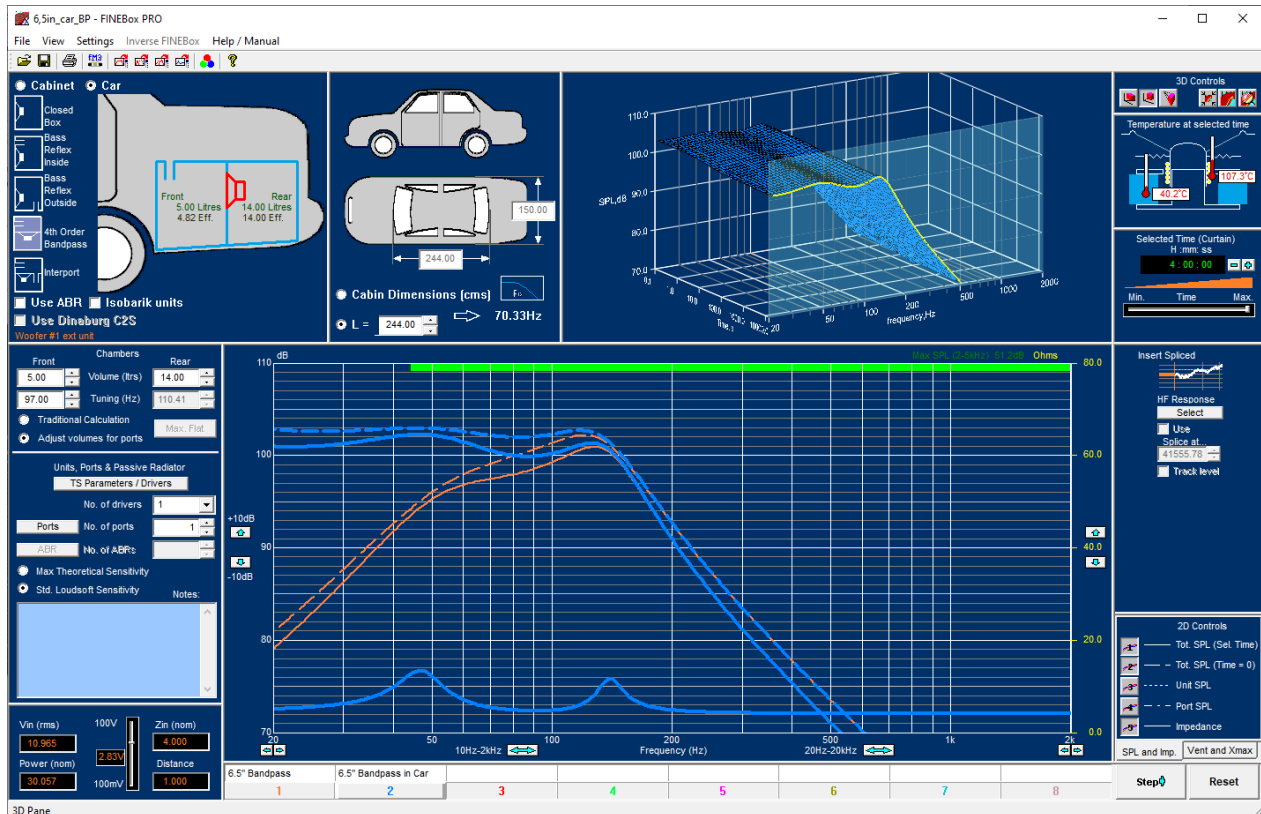 6,5in_car_BP - FINEBox PRO
File View Settings Inverse FINEBox Help / Manual
Cabinet Car
Closed
Box
Bass
Reflex
Inside
Bass
Reflex
Outside
4th Order
Bandpass
Interport
Front
5.00 Litres
4.82 Eff.
Rear
14.00 Litres
14.00 Eff.
Use ABR Isobarik units
Use Dinaburg C2S
Woofer #1 ext unit
150.00
244.00
Cabin Dimensions (cms)
L = 244.00
70.33Hz
110.0
100.0
90.0
80.0
70.0
SPL,dB
Time,s
20
50
100
200
500
1000
2000
frequency,Hz
3D Controls
Temperature at selected time
107.3°C
40.2°C
Selected Time (Curtain)
H :mm: ss
4 : 00 : 00
Min. Time Max.
Chambers
Front Rear
5.00 Volume (ltrs) 14.00
97.00 Tuning (Hz) 110.41
Traditional Calculation
Adjust volumes for ports
Max. Flat
Units, Ports & Passive
Radiator
TS Parameters / Drivers
No. of drivers 1
Ports No. of ports 1
ABR No. of ABRs
Max Theoretical Sensitivity
Std. Loudsoft Sensitivity
Notes:
Vin (rms) 100V Zin (nom)
10.965 2.83V 4.000
Power (nom) Distance
30.057 100mV 1.000
dB
Max SPL (2-5kHz) 51.2dB Ohms
110
100
90
80
70
+10dB
-10dB
80.0
60.0
40.0
20.0
0.0
20 50 100 200 500 1k 2k
10Hz-2kHz Frequency (Hz) 20Hz-20kHz
6.5" Bandpass 6.5" Bandpass in Car
1 2 3 4 5 6 7 8
Insert Spliced
HF Response
Select
Use
Splice at...
41555.78
Track level
2D Controls
1 Tot. SPL (Sel. Time)
2 Tot. SPL (Time = 0)
3 Unit SPL
4 Port SPL
5 Impedance
SPL and Imp. Vent and Xmax
Step Reset
3D Pane